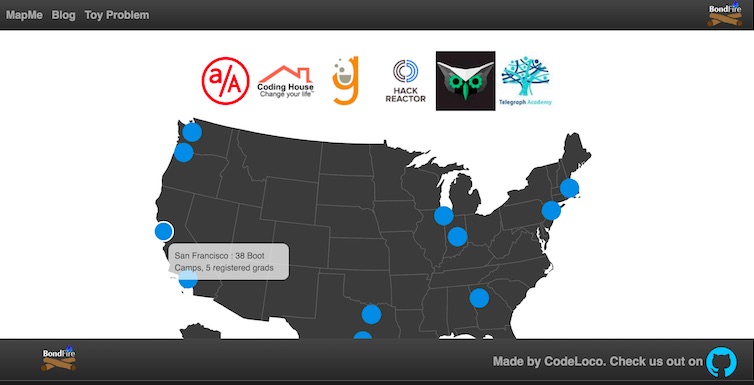 MapMe Blog Toy Problem
BondFire
a/A
Coding House
Change your life™
g
HACK
REACTOR
Telegraph Academy
San Francisco : 38 Boot
Camps, 5 registered grads
BondFire
Made by CodeLoco. Check us out on